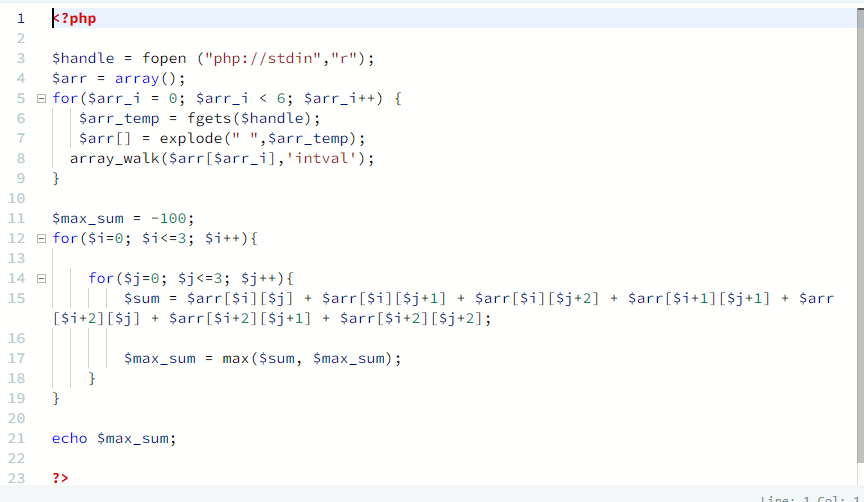 1 <?php
2
3 $handle = fopen ("php://stdin","r");
4 $arr = array();
5 for($arr_i = 0; $arr_i < 6; $arr_i++) {
6 $arr_temp = fgets($handle);
7 $arr[] = explode(" ",$arr_temp);
8 array_walk($arr[$arr_i],'intval');
9 }
10
11 $max_sum = -100;
12 for($i=0; $i<=3; $i++){
13
14 for($j=0; $j<=3; $j++){
15 $sum = $arr[$i][$j] + $arr[$i][$j+1] + $arr[$i][$j+2] + $arr[$i+1][$j+1] + $arr
[$i+2][$j] + $arr[$i+2][$j+1] + $arr[$i+2][$j+2];
16
17 $max_sum = max($sum, $max_sum);
18 }
19 }
20
21 echo $max_sum;
22
23 ?>
Line: 1 Col: 1